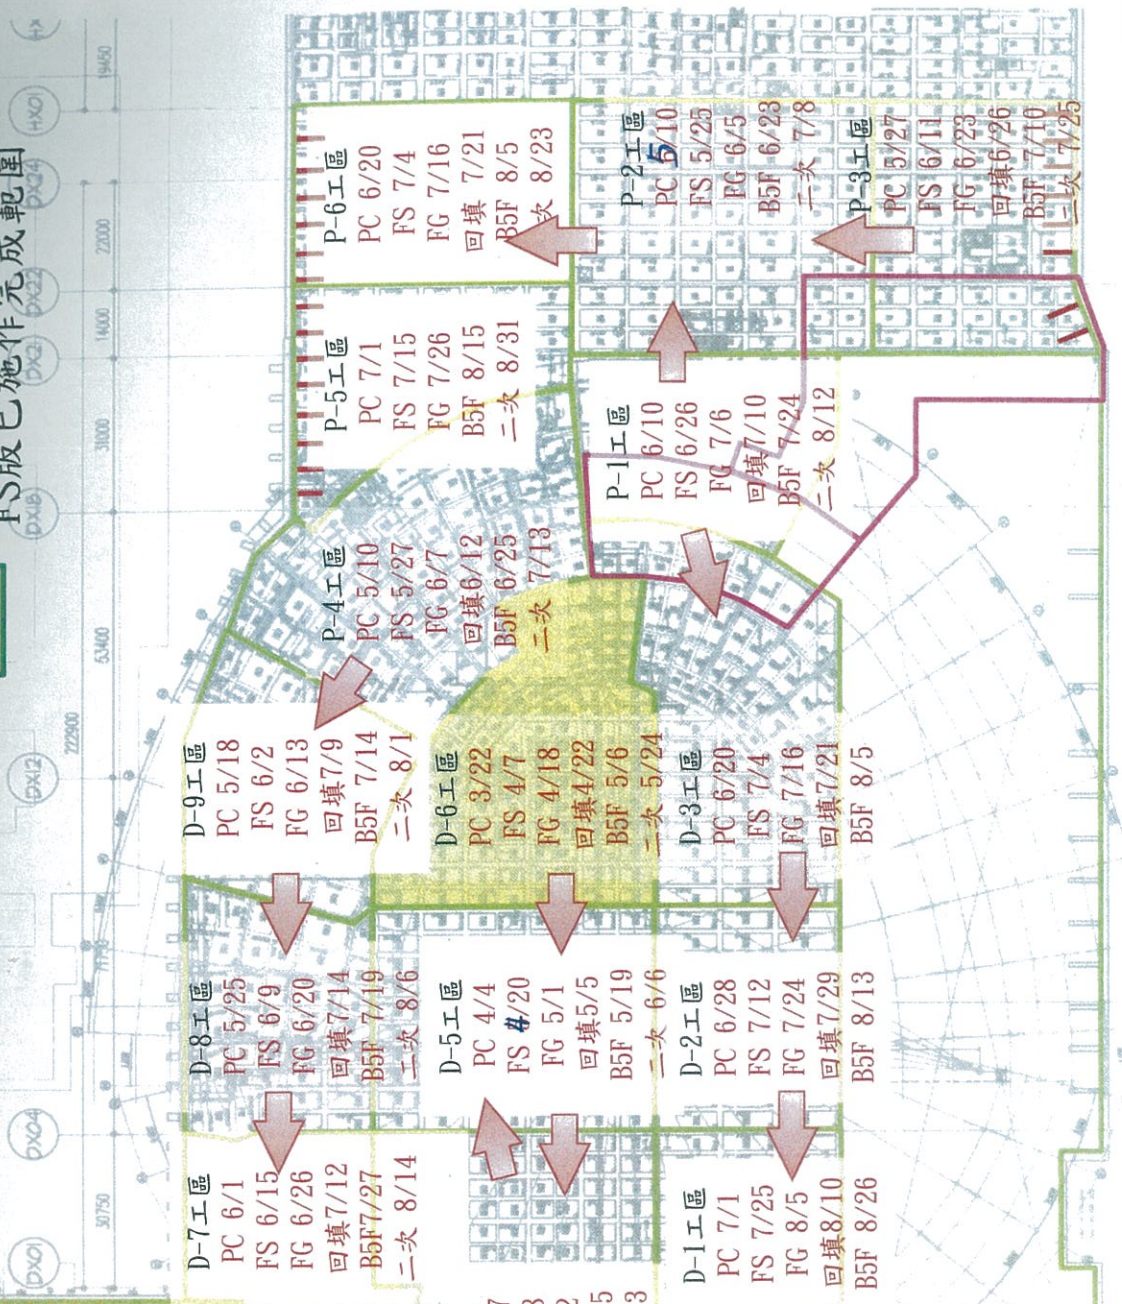 FS版已施作完成範圍
DX01
DX04
DX12
DX18
DX21
DX22
DX24
HX01
30750
222900
53400
31000
14000
22000
19450
P-6工區
PC 6/20
FS 7/4
FG 7/16
回填 7/21
B5F 8/5
二次 8/23
P-5工區
PC 7/1
FS 7/15
FG 7/26
B5F 8/15
二次 8/31
P-4工區
PC 5/10
FS 5/27
FG 6/7
回填6/12
B5F 6/25
二次 7/13
D-9工區
PC 5/18
FS 6/2
FG 6/13
回填7/9
B5F 7/14
二次 8/1
D-8工區
PC 5/25
FS 6/9
FG 6/20
回填7/14
B5F 7/19
二次 8/6
D-7工區
PC 6/1
FS 6/15
FG 6/26
回填7/12
B5F7/27
二次 8/14
P-2工區
PC 5/10
FS 5/25
FG 6/5
B5F 6/23
二次 7/8
P-1工區
PC 6/10
FS 6/26
FG 7/6
回填7/10
B5F 7/24
二次 8/12
D-6工區
PC 3/22
FS 4/7
FG 4/18
回填4/22
B5F 5/6
二次 5/24
D-5工區
PC 4/4
FS 4/20
FG 5/1
回填5/5
B5F 5/19
二次 6/6
P-3工區
PC 5/27
FS 6/11
FG 6/23
回填6/26
B5F 7/10
二次 7/25
D-3工區
PC 6/20
FS 7/4
FG 7/16
回填7/21
B5F 8/5
D-2工區
PC 6/28
FS 7/12
FG 7/24
回填7/29
B5F 8/13
D-1工區
PC 7/1
FS 7/25
FG 8/5
回填8/10
B5F 8/26